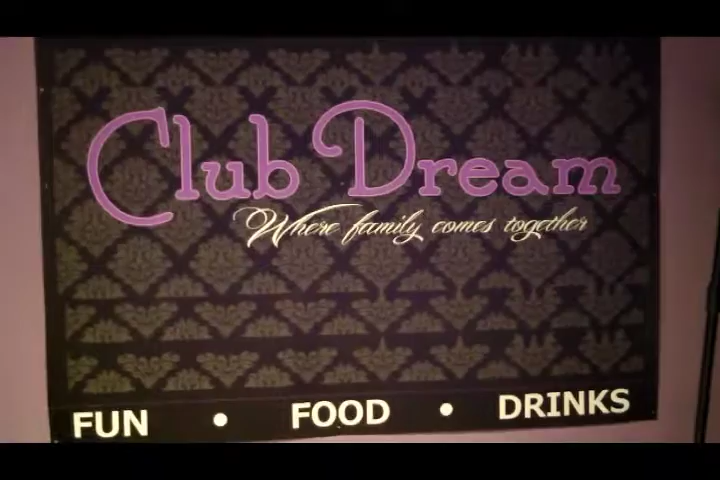 Club Dream
Where family comes together
FUN • FOOD • DRINKS